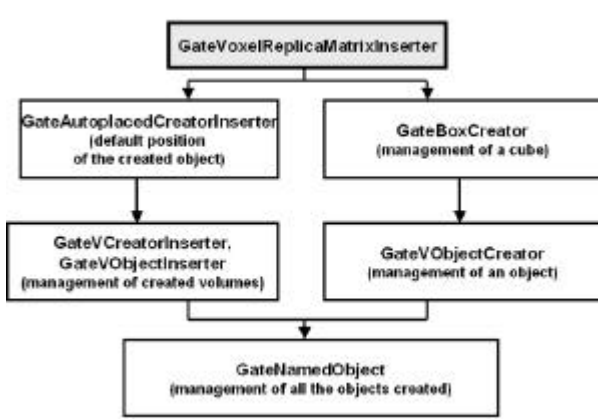 GateVoxelReplicaMatrixInserter
GateAutoplacedCreatorInserter
(default position
of the created object)
GateBoxCreator
(management of a cube)
GateVCreatorInserter,
GateVObjectInserter
(management of created volumes)
GateVObjectCreator
(management of an object)
GateNamedObject
(management of all the objects created)